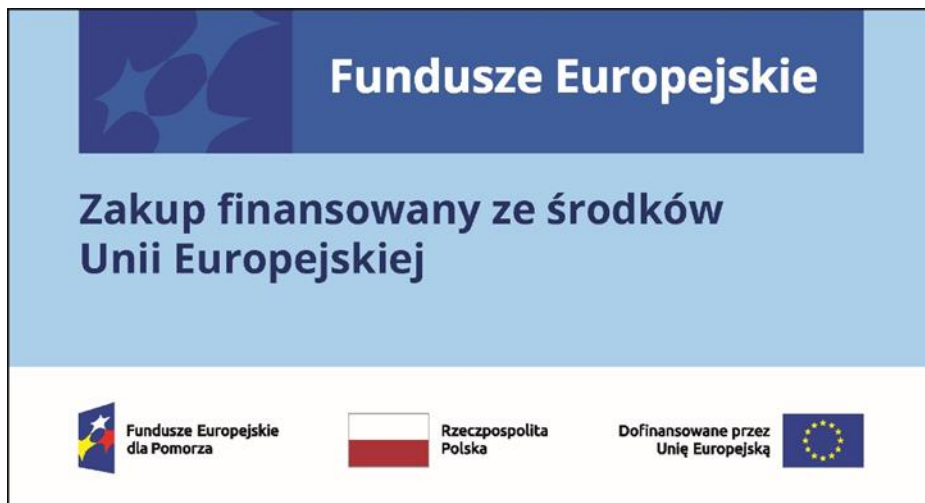 Fundusze Europejskie
Zakup finansowany ze środków
Unii Europejskiej
Fundusze Europejskie
dla Pomorza
Rzeczpospolita
Polska
Dofinansowane przez
Unię Europejską